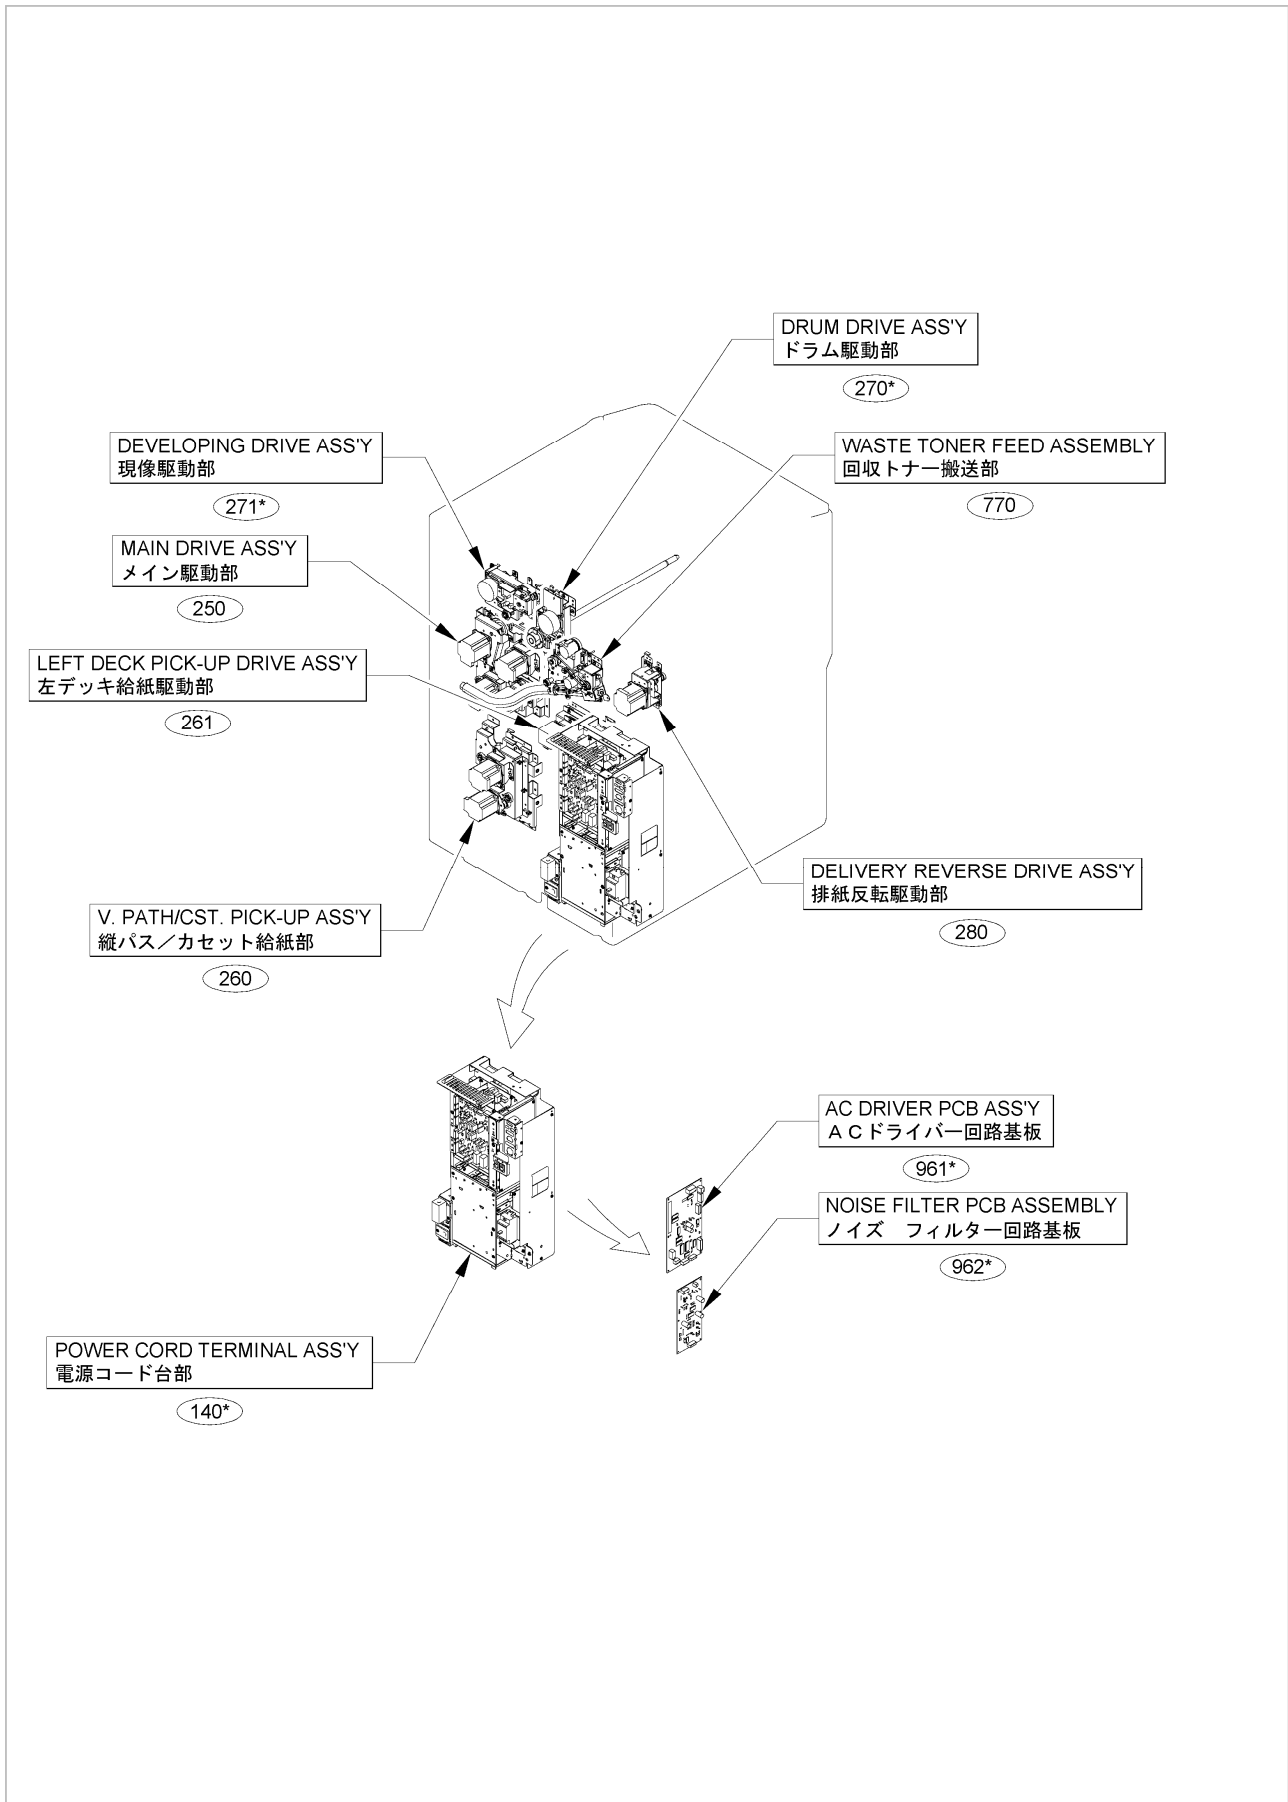 DRUM DRIVE ASS'Y
ドラム駆動部
270*
DEVELOPING DRIVE ASS'Y
現像駆動部
271*
WASTE TONER FEED ASSEMBLY
回収トナー搬送部
770
MAIN DRIVE ASS'Y
メイン駆動部
250
LEFT DECK PICK-UP DRIVE ASS'Y
左デッキ給紙駆動部
261
DELIVERY REVERSE DRIVE ASS'Y
排紙反転駆動部
280
V. PATH/CST. PICK-UP ASS'Y
縦パス／カセット給紙部
260
AC DRIVER PCB ASS'Y
ＡＣドライバー回路基板
961*
NOISE FILTER PCB ASSEMBLY
ノイズ　フィルター回路基板
962*
POWER CORD TERMINAL ASS'Y
電源コード台部
140*